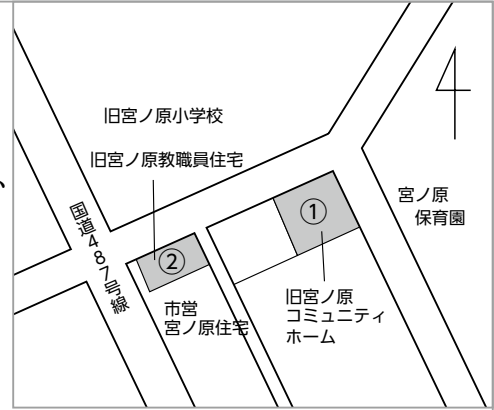 旧宮ノ原小学校
旧宮ノ原教職員住宅
国道487号線
①
②
宮ノ原
保育園
市営
宮ノ原住宅
旧宮ノ原
コミュニティ
ホーム
、